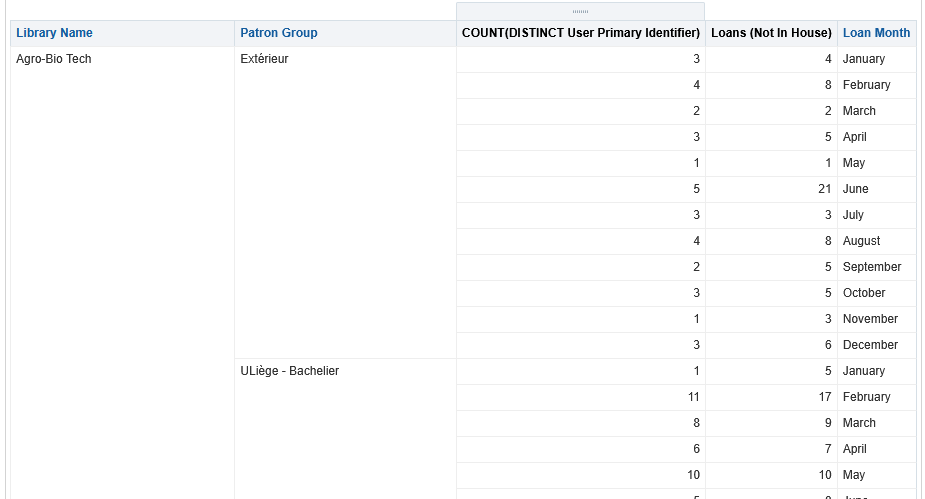 Library Name Patron Group COUNT(DISTINCT User Primary Identifier) Loans (Not In House) Loan Month
Agro-Bio Tech Extérieur 3 4 January
4 8 February
2 2 March
3 5 April
1 1 May
5 21 June
3 3 July
4 8 August
2 5 September
3 5 October
1 3 November
3 6 December
ULiège - Bachelier 1 5 January
11 17 February
8 9 March
6 7 April
10 10 May